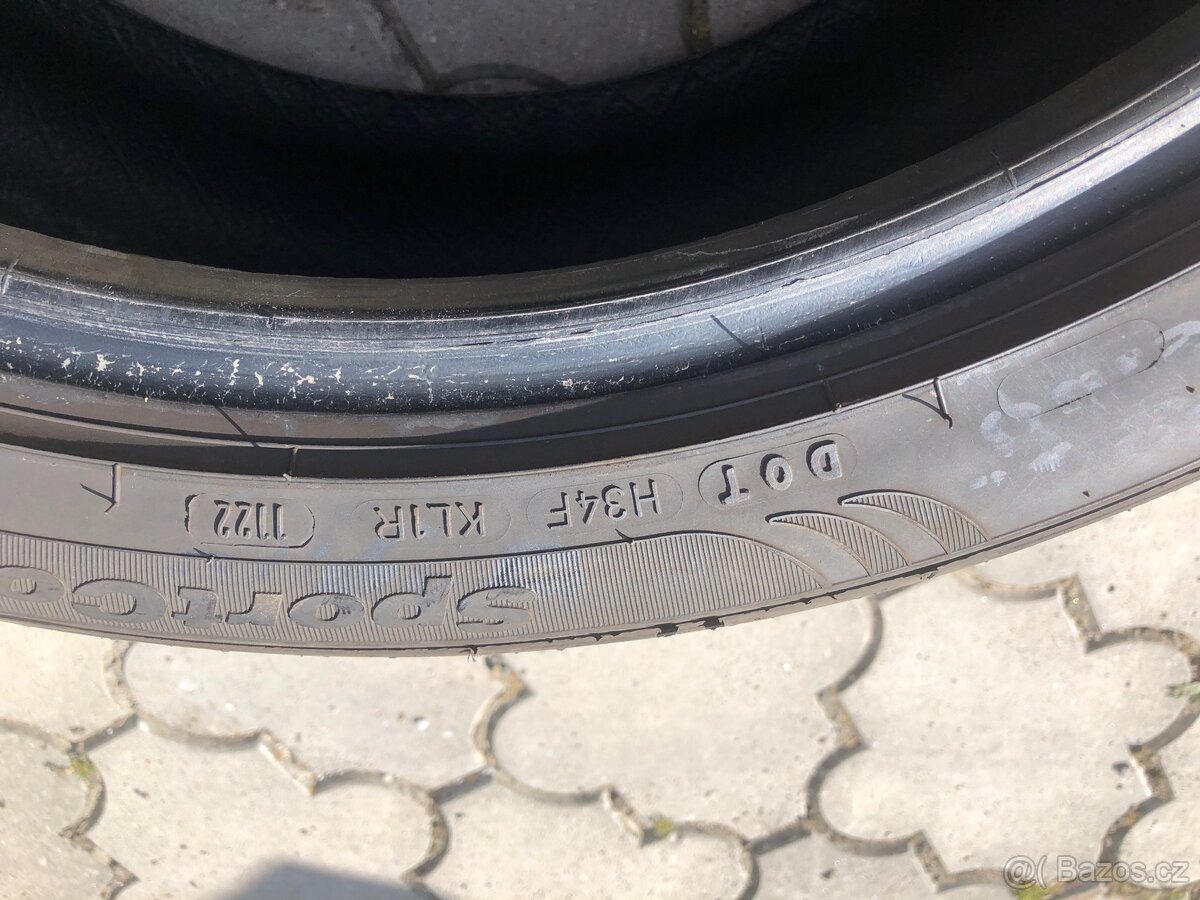 DOT H34F KL1R 1122
Sportco
Bazos.cz